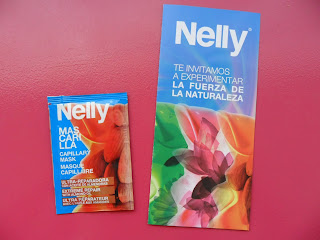 Nelly
MAS
CARI
LLA
CAPILLARY
MASK
MASQUE
CAPILLAIRE
ULTRA-REPARADORA
EXTREME REPAIR
ULTRA RÉPARATEUR
Nelly®
TE INVITAMOS
A EXPERIMENTAR
LA FUERZA DE
LA NATURALEZA